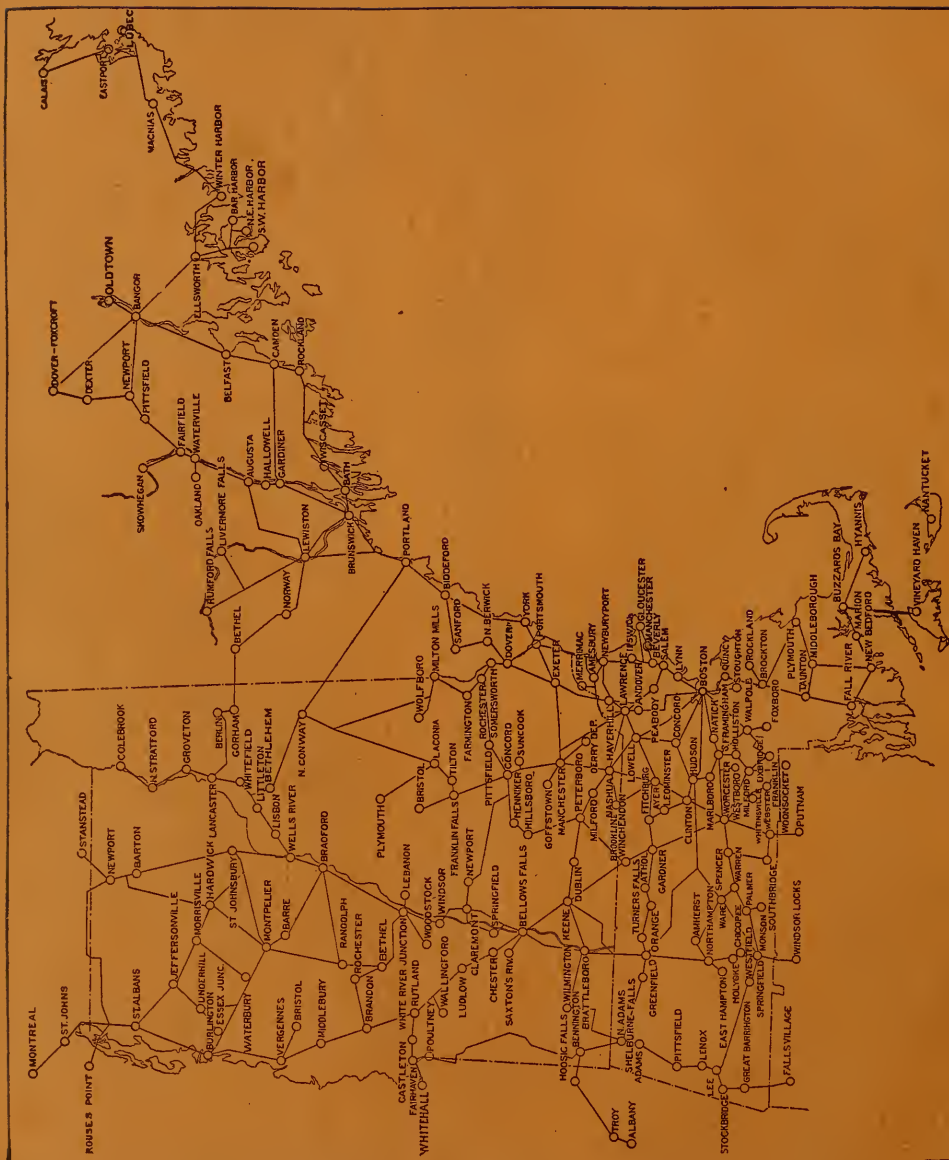 MONTREAL
ST. JOHNS
ROUSES POINT
STANSTEAD
NEWPORT
BARTON
ST. ALBANS
JEFFERSONVILLE
MORRISVILLE
HARDWICK
LANCASTER
UNDERHILL
BURLINGTON
ESSEX JUNC.
ST JOHNSBURY
MONTPELIER
BARRE
WATERBURY
VERGENNES
BRISTOL
MIDDLEBURY
RANDOLPH
ROCHESTER
BETHEL
BRANDON
BRADFORD
WELLS RIVER
LISBON
LITTLETON
BETHLEHEM
WHITEFIELD
COLEBROOK
N. STRATFORD
GROVETON
BERLIN
GORHAM
N. CONWAY
CASTLETON
FAIRHAVEN
WHITEHALL
POULTNEY
RUTLAND
WHITE RIVER JUNCTION
WALLINGFORD
LUDLOW
LEBANON
WOODSTOCK
WINDSOR
CLAREMONT
CHESTER
SPRINGFIELD
SAXTON'S RIV.
BELLOWS FALLS
NEWPORT
PLYMOUTH
BRISTOL
LACONIA
TILTON
FRANKLIN FALLS
WOLFBORO
MILTON MILLS
FARMINGTON
ROCHESTER
SOMERSWORTH
PITTSFIELD
CONCORD
SUNCOOK
HENNIKER
HILLSBORO
DOVER
SANFORD
N. BERWICK
BIDDEFORD
YORK
PORTSMOUTH
EXETER
GOFFSTOWN
MANCHESTER
DERRY DEP.
PETERBORO
MILFORD
NASHUA
DUBLIN
KEENE
WINCHENDON
HOOSIC FALLS
WILMINGTON
BENNINGTON
BRATTLEBORO
TROY
ALBANY
N. ADAMS
SHELBURNE-FALLS
ADAMS
GREENFIELD
TURNERS FALLS
ORANGE
ATHOL
GARDNER
FITCHBURG
AYER
LEOMINSTER
LOWELL
HAVERHILL
MERRIMAC
AMESBURY
NEWBURYPORT
LAWRENCE
ANDOVER
IPSWICH
GLOUCESTER
MANCHESTER
BEVERLY
SALEM
PEABODY
LYNN
CONCORD
BOSTON
HUDSON
CLINTON
MARLBORO
NATICK
S. FRAMINGHAM
QUINCY
STOUGHTON
HOLLISTON
WALPOLE
ROCKLAND
WORCESTER
WESTBORO
MILFORD
UXBRIDGE
WHITINSVILLE
FRANKLIN
WEBSTER
WOONSOCKET
PUTNAM
BROCKTON
FOXBORO
PLYMOUTH
TAUNTON
MIDDLEBOROUGH
FALL RIVER
NEW BEDFORD
MARION
BUZZARDS BAY
HYANNIS
VINEYARD HAVEN
NANTUCKET
PITTSFIELD
LENOX
LEE
STOCKBRIDGE
GREAT BARRINGTON
FALLSVILLAGE
AMHERST
NORTHAMPTON
EAST HAMPTON
HOLYOKE
CHICOPEE
WESTFIELD
SPRINGFIELD
WARE
SPENCER
WARREN
PALMER
MONSON
SOUTHBRIDGE
WINDSOR LOCKS
PORTLAND
BRUNSWICK
BATH
WISCASSET
LEWISTON
NORWAY
BETHEL
RUMFORD FALLS
LIVERMORE FALLS
AUGUSTA
HALLOWELL
GARDINER
OAKLAND
WATERVILLE
FAIRFIELD
SKOWHEGAN
PITTSFIELD
NEWPORT
DEXTER
DOVER-FOXCROFT
OLDTOWN
BANGOR
BELFAST
CAMDEN
ROCKLAND
ELLSWORTH
WINTER HARBOR
BAR HARBOR
N.E. HARBOR
S.W. HARBOR
MACHIAS
CALAIS
EASTPORT
LUBEC